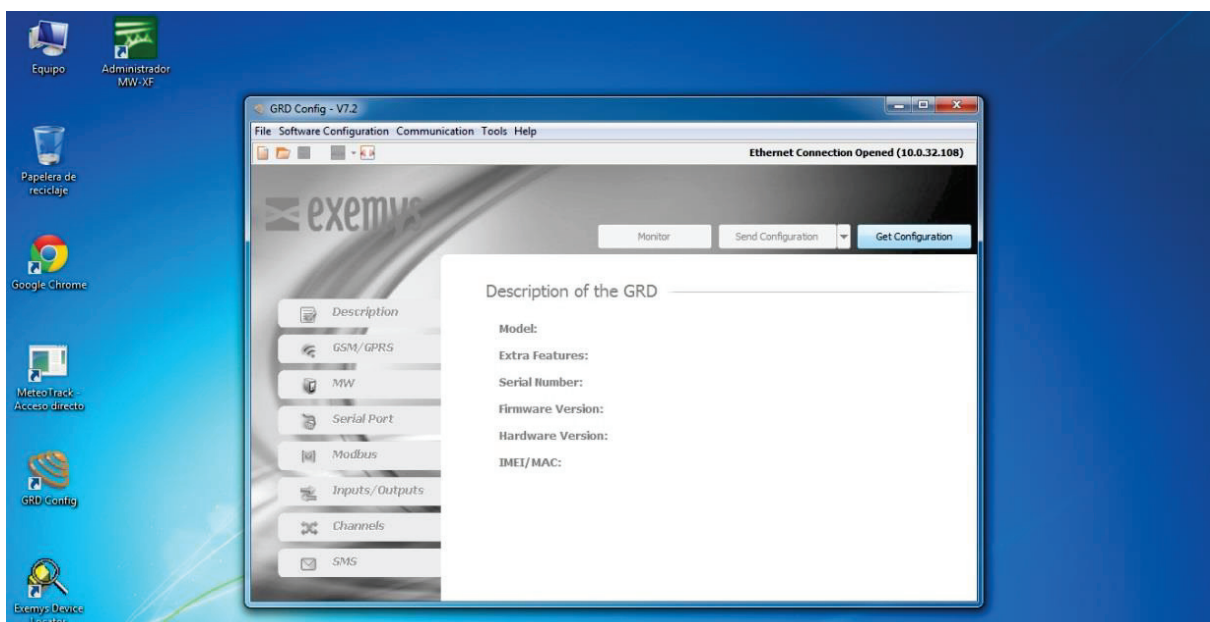 Equipo
Administrador
MW-XF
Papelera de
reciclaje
Google Chrome
MeteoTrack -
Acceso directo
GRD Config
Exemys Device
GRD Config - V7.2
File Software Configuration Communication Tools Help
Ethernet Connection Opened (10.0.32.108)
exemys
Monitor
Send Configuration
Get Configuration
Description
GSM/GPRS
MW
Serial Port
Modbus
Inputs/Outputs
Channels
SMS
Description of the GRD
Model:
Extra Features:
Serial Number:
Firmware Version:
Hardware Version:
IMEI/MAC: